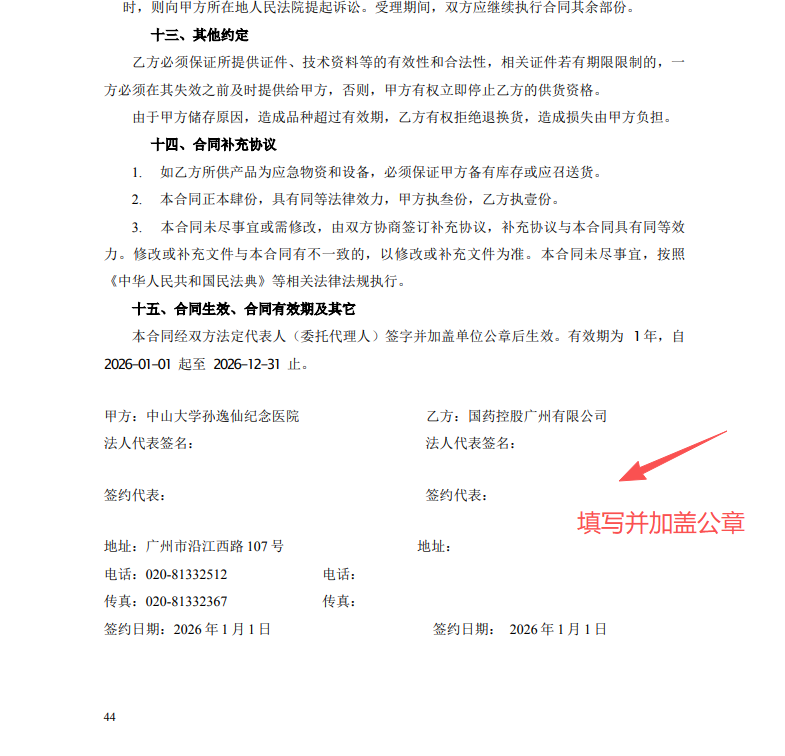 时，则向甲方所在地人民法院提起诉讼。受理期间，双方应继续执行合同其余部份。
十三、其他约定
乙方必须保证所提供证件、技术资料等的有效性和合法性，相关证件若有期限限制的，一
方必须在其失效之前及时提供给甲方，否则，甲方有权立即停止乙方的供货资格。
由于甲方储存原因，造成品种超过有效期，乙方有权拒绝退换货，造成损失由甲方负担。
十四、合同补充协议
1. 如乙方所供产品为应急物资和设备，必须保证甲方备有库存或应召送货。
2. 本合同正本肆份，具有同等法律效力，甲方执叁份，乙方执壹份。
3. 本合同未尽事宜或需修改，由双方协商签订补充协议，补充协议与本合同具有同等效
力。修改或补充文件与本合同有不一致的，以修改或补充文件为准。本合同未尽事宜，按照
《中华人民共和国民法典》等相关法律法规执行。
十五、合同生效、合同有效期及其它
本合同经双方法定代表人（委托代理人）签字并加盖单位公章后生效。有效期为 1年，自
2026-01-01 起至 2026-12-31 止。
甲方：中山大学孙逸仙纪念医院 乙方：国药控股广州有限公司
法人代表签名： 法人代表签名：
签约代表： 签约代表：
填写并加盖公章
地址：广州市沿江西路 107 号 地址：
电话：020-81332512 电话：
传真：020-81332367 传真：
签约日期：2026 年 1 月 1 日 签约日期： 2026 年 1 月 1 日
44